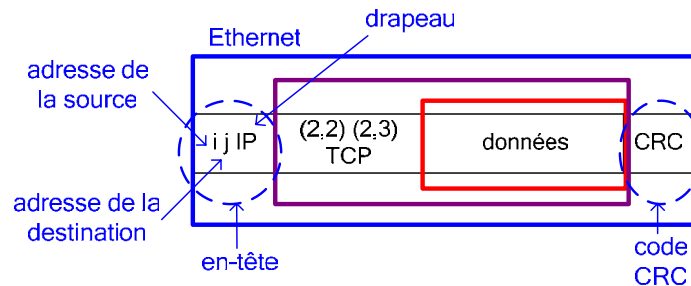 drapeau
Ethernet
adresse de
la source
i j IP
(2,2) (2,3)
TCP
données
CRC
adresse de la
destination
en-tête
code
CRC